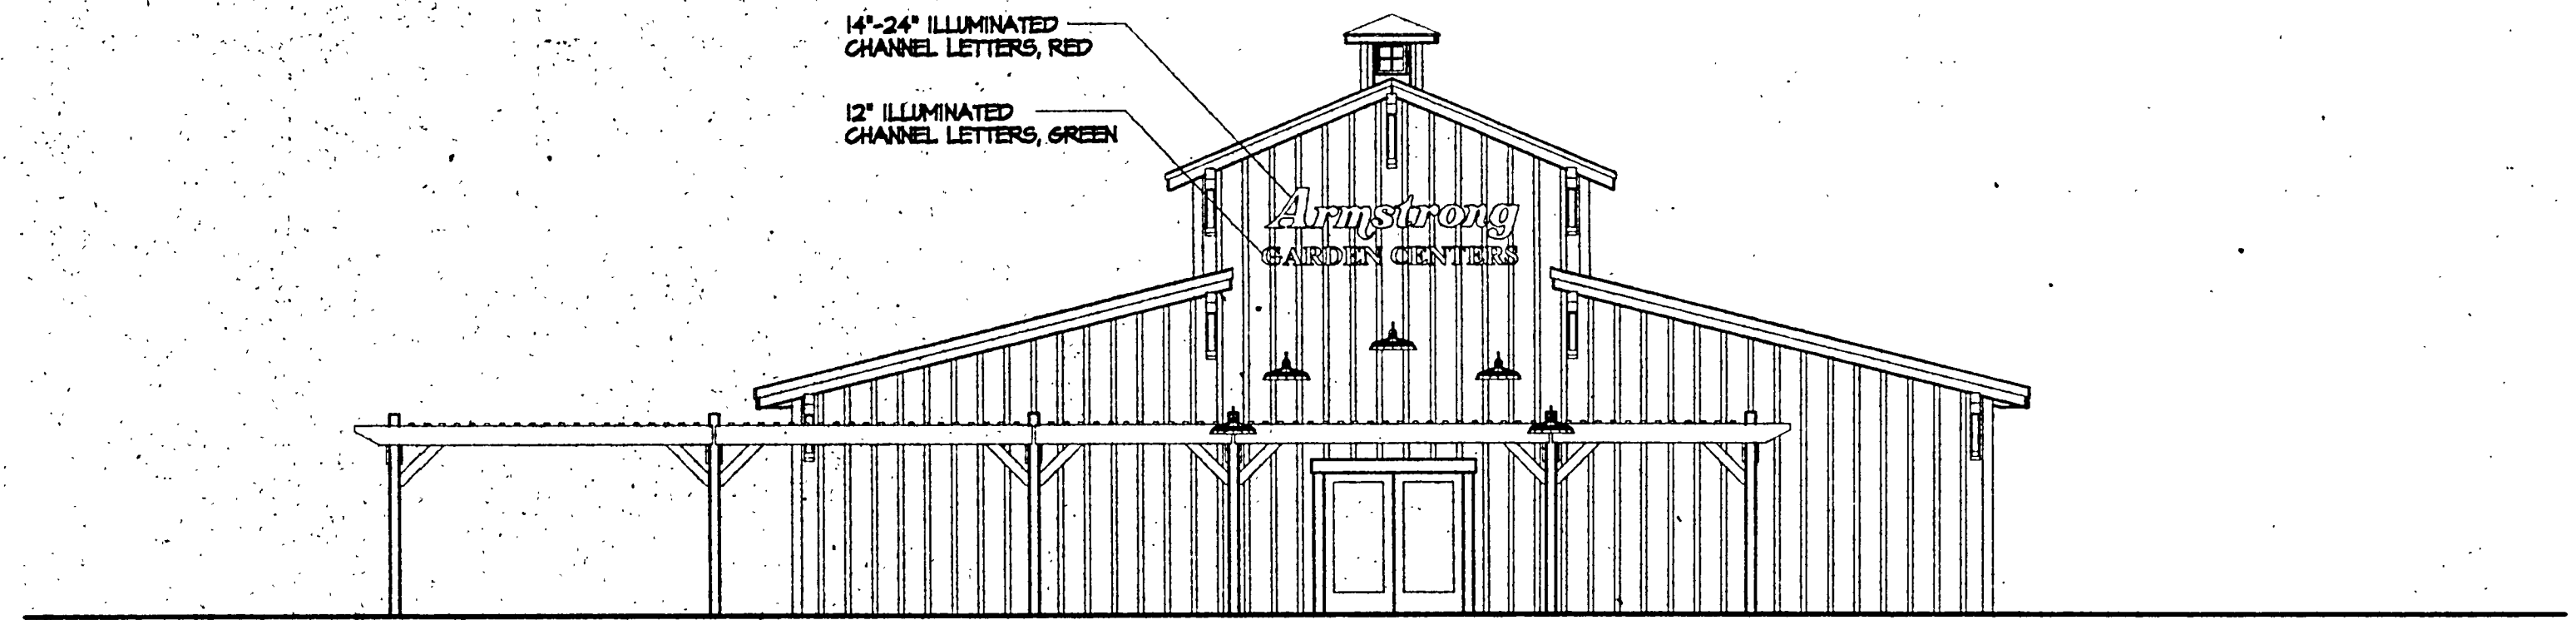 14"-24" ILLUMINATED
CHANNEL LETTERS, RED
12" ILLUMINATED
CHANNEL LETTERS, GREEN
Armstrong
GARDEN CENTERS